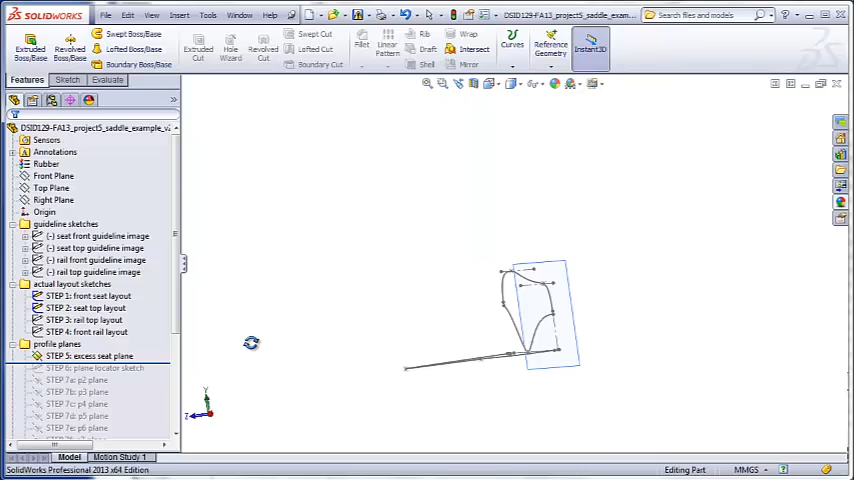 SOLIDWORKS File Edit View Insert Tools Window Help DSID129-FA13_project5_saddle_exam... Search files and models
Extruded Boss/Base Revolved Boss/Base Swept Boss/Base Lofted Boss/Base Boundary Boss/Base Extruded Cut Hole Wizard Revolved Cut Swept Cut Lofted Cut Boundary Cut Fillet Linear Pattern Rib Draft Shell Wrap Intersect Mirror Curves Reference Geometry Instant3D
Features Sketch Evaluate
DSID129-FA13_project5_saddle_example_v
Sensors
Annotations
Rubber
Front Plane
Top Plane
Right Plane
Origin
guideline sketches
(-) seat front guideline image
(-) seat top guideline image
(-) rail front guideline image
(-) rail top guideline image
actual layout sketches
STEP 1: front seat layout
STEP 2: seat top layout
STEP 3: rail top layout
STEP 4: front rail layout
profile planes
STEP 5: excess seat plane
STEP 6: plane locator sketch
STEP 7a: p2 plane
STEP 7b: p3 plane
STEP 7c: p4 plane
STEP 7d: p5 plane
STEP 7e: p6 plane
Y
Z
Model Motion Study 1
SolidWorks Professional 2013 x64 Edition Editing Part MMGS